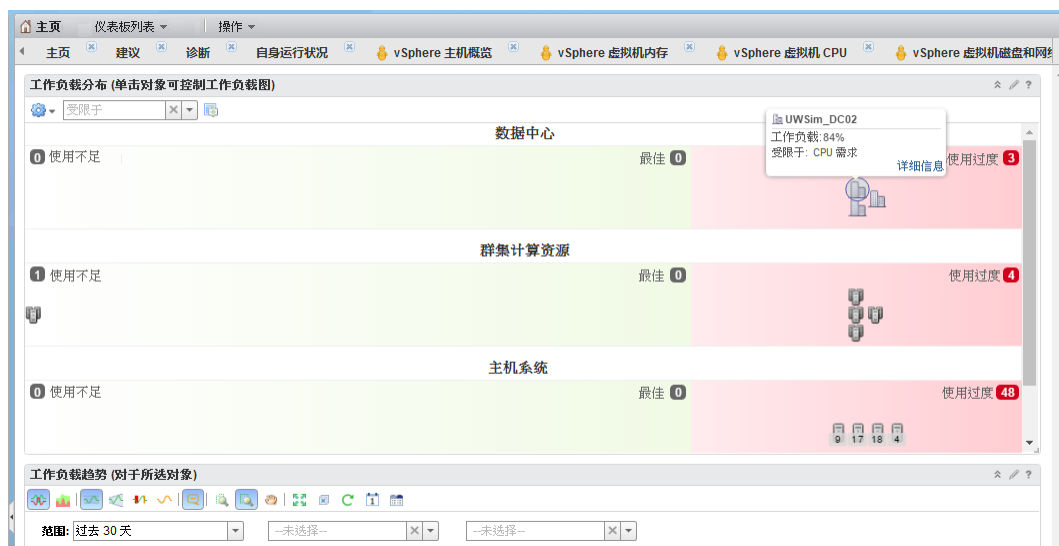 主页 仪表板列表 操作
主页 建议 诊断 自身运行状况 vSphere 主机概览 vSphere 虚拟机内存 vSphere 虚拟机 CPU vSphere 虚拟机磁盘和网络
工作负载分布 (单击对象可控制工作负载图) ?
受限于
数据中心
UWSim_DC02
工作负载:84%
受限于: CPU 需求
详细信息
0 使用不足 最佳 0 使用过度 3
群集计算资源
1 使用不足 最佳 0 使用过度 4
主机系统
0 使用不足 最佳 0 使用过度 48
9 17 18 4
工作负载趋势 (对于所选对象) ?
范围: 过去 30 天 --未选择-- --未选择--